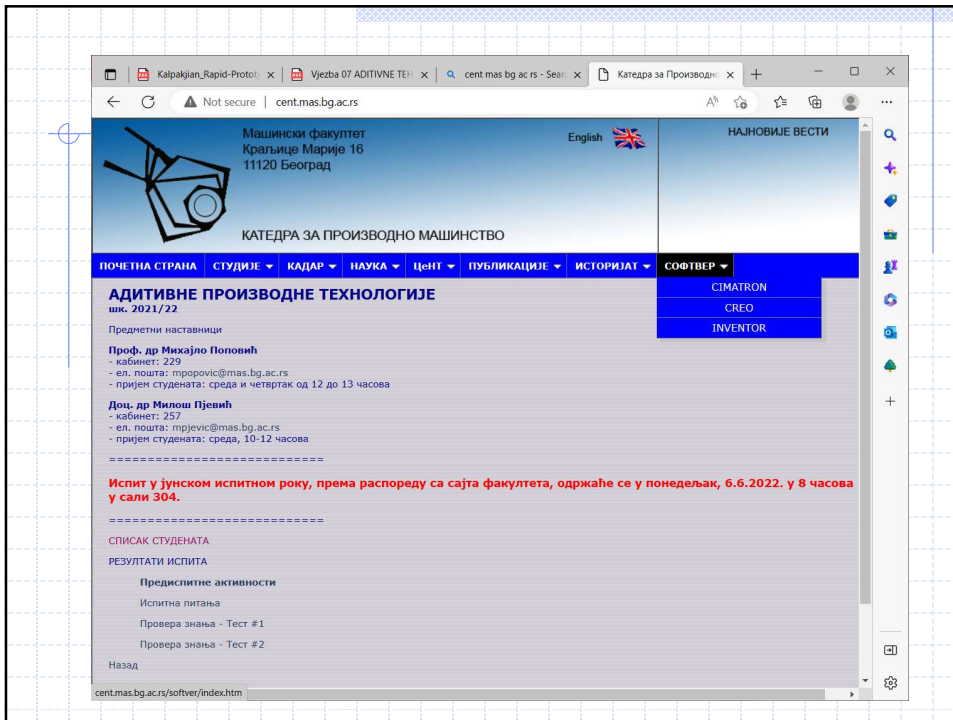 Kalpakjian_Rapid-Prototy
Vjezba 07 ADITIVNE TEH
cent mas bg ac rs - Sear
Катедра за Производно
Not secure | cent.mas.bg.ac.rs
Машински факултет
Краљице Марије 16
11120 Београд
English
НАЈНОВИЈЕ ВЕСТИ
КАТЕДРА ЗА ПРОИЗВОДНО МАШИНСТВО
ПОЧЕТНА СТРАНА СТУДИЈЕ КАДАР НАУКА ЦеНТ ПУБЛИКАЦИЈЕ ИСТОРИЈАТ СОФТВЕР
CIMATRON
CREO
INVENTOR
АДИТИВНЕ ПРОИЗВОДНЕ ТЕХНОЛОГИЈЕ
шк. 2021/22
Предметни наставници
Проф. др Михајло Поповић
- кабинет: 229
- ел. пошта: mpopovic@mas.bg.ac.rs
- пријем студената: среда и четвртак од 12 до 13 часова
Доц. др Милош Пјевић
- кабинет: 257
- ел. пошта: mpjevic@mas.bg.ac.rs
- пријем студената: среда, 10-12 часова
============================
Испит у јунском испитном року, према распореду са сајта факултета, одржаће се у понедељак, 6.6.2022. у 8 часова
у сали 304.
============================
СПИСАК СТУДЕНАТА
РЕЗУЛТАТИ ИСПИТА
Предиспитне активности
Испитна питања
Провера знања - Тест #1
Провера знања - Тест #2
Назад
cent.mas.bg.ac.rs/softver/index.htm